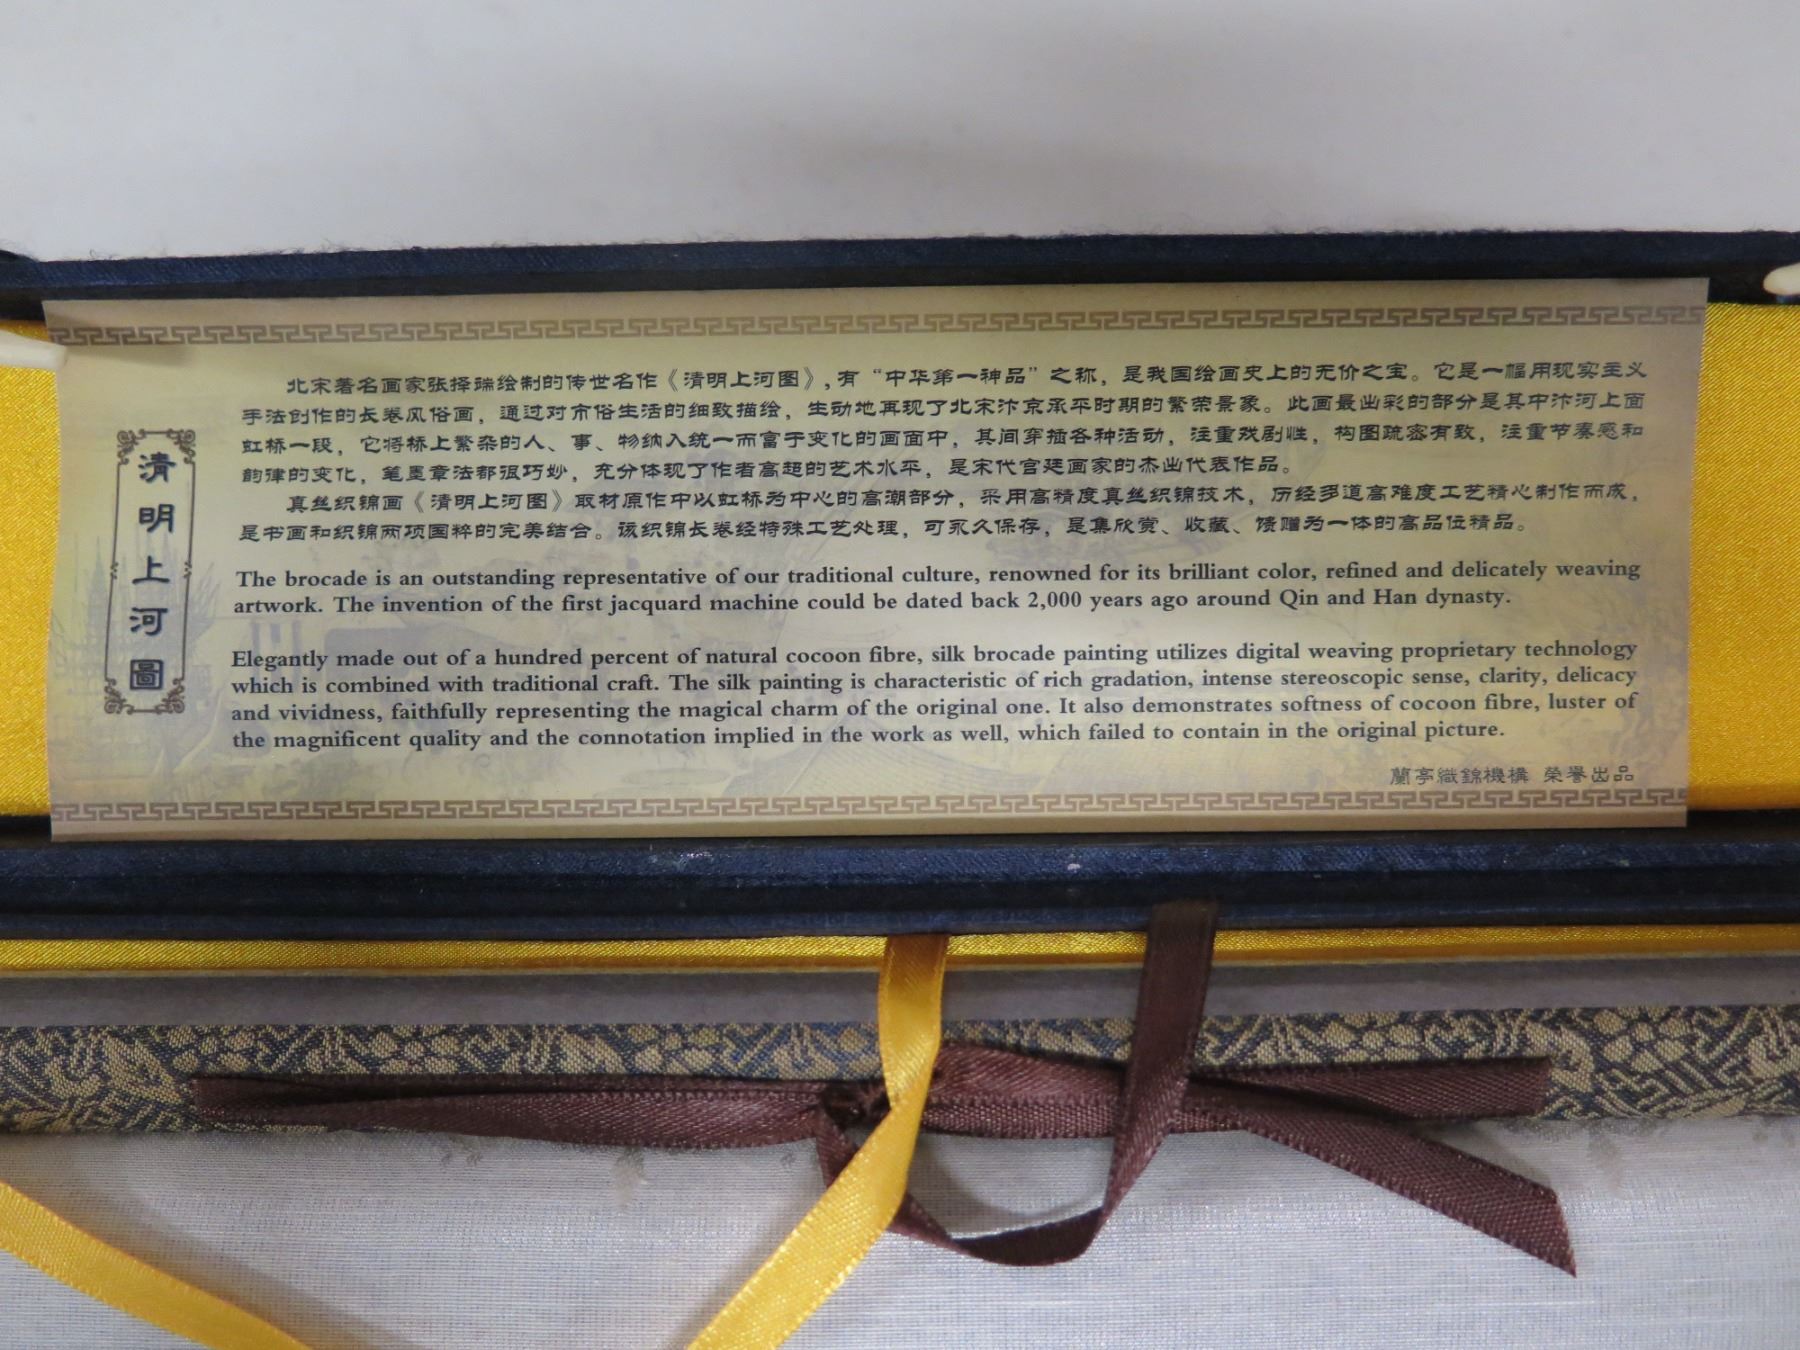 清明上河圖
北宋著名画家张择端绘制的传世名作《清明上河图》,有“中华第一神品”之称，是我国绘画史上的无价之宝。它是一幅用现实主义
手法创作的长卷风俗画，通过对市俗生活的细致描绘，生动地再现了北宋汴京承平时期的繁荣景象。此画最出彩的部分是其中汴河上面
虹桥一段，它将桥上繁杂的人、事、物纳入统一而富于变化的画面中，其间穿插各种活动，注重戏剧性，构图疏密有致，注重节奏感和
韵律的变化，笔墨章法都很巧妙，充分体现了作者高超的艺术水平，是宋代宫廷画家的杰出代表作品。
真丝织锦画《清明上河图》取材原作中以虹桥为中心的高潮部分，采用高精度真丝织锦技术，历经多道高难度工艺精心制作而成，
是书画和织锦两项国粹的完美结合。该织锦长卷经特殊工艺处理，可永久保存，是集欣赏、收藏、馈赠为一体的高品位精品。
The brocade is an outstanding representative of our traditional culture, renowned for its brilliant color, refined and delicately weaving
artwork. The invention of the first jacquard machine could be dated back 2,000 years ago around Qin and Han dynasty.
Elegantly made out of a hundred percent of natural cocoon fibre, silk brocade painting utilizes digital weaving proprietary technology
which is combined with traditional craft. The silk painting is characteristic of rich gradation, intense stereoscopic sense, clarity, delicacy
and vividness, faithfully representing the magical charm of the original one. It also demonstrates softness of cocoon fibre, luster of
the magnificent quality and the connotation implied in the work as well, which failed to contain in the original picture.
蘭亭織錦機構 榮譽出品